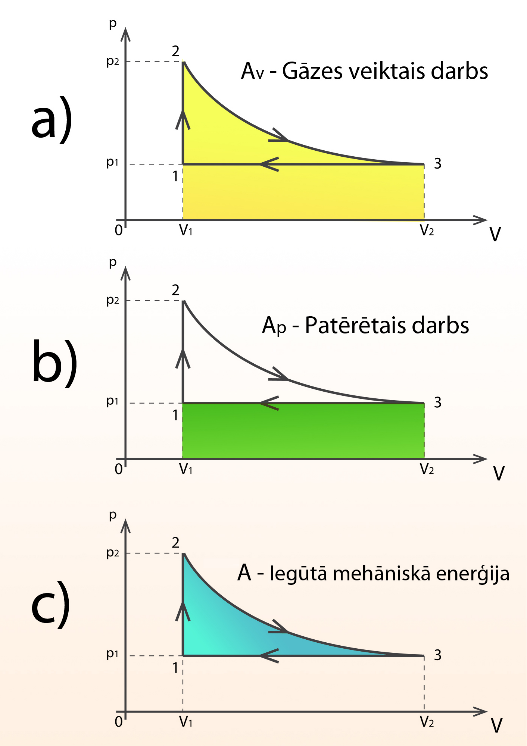 p
p2
2
Av - Gāzes veiktais darbs
a)
p1
1
3
0
V1
V2
V
p
p2
2
Ap - Patērētais darbs
b)
p1
1
3
0
V1
V2
V
p
p2
2
A - Iegūtā mehāniskā enerģija
c)
p1
1
3
0
V1
V2
V